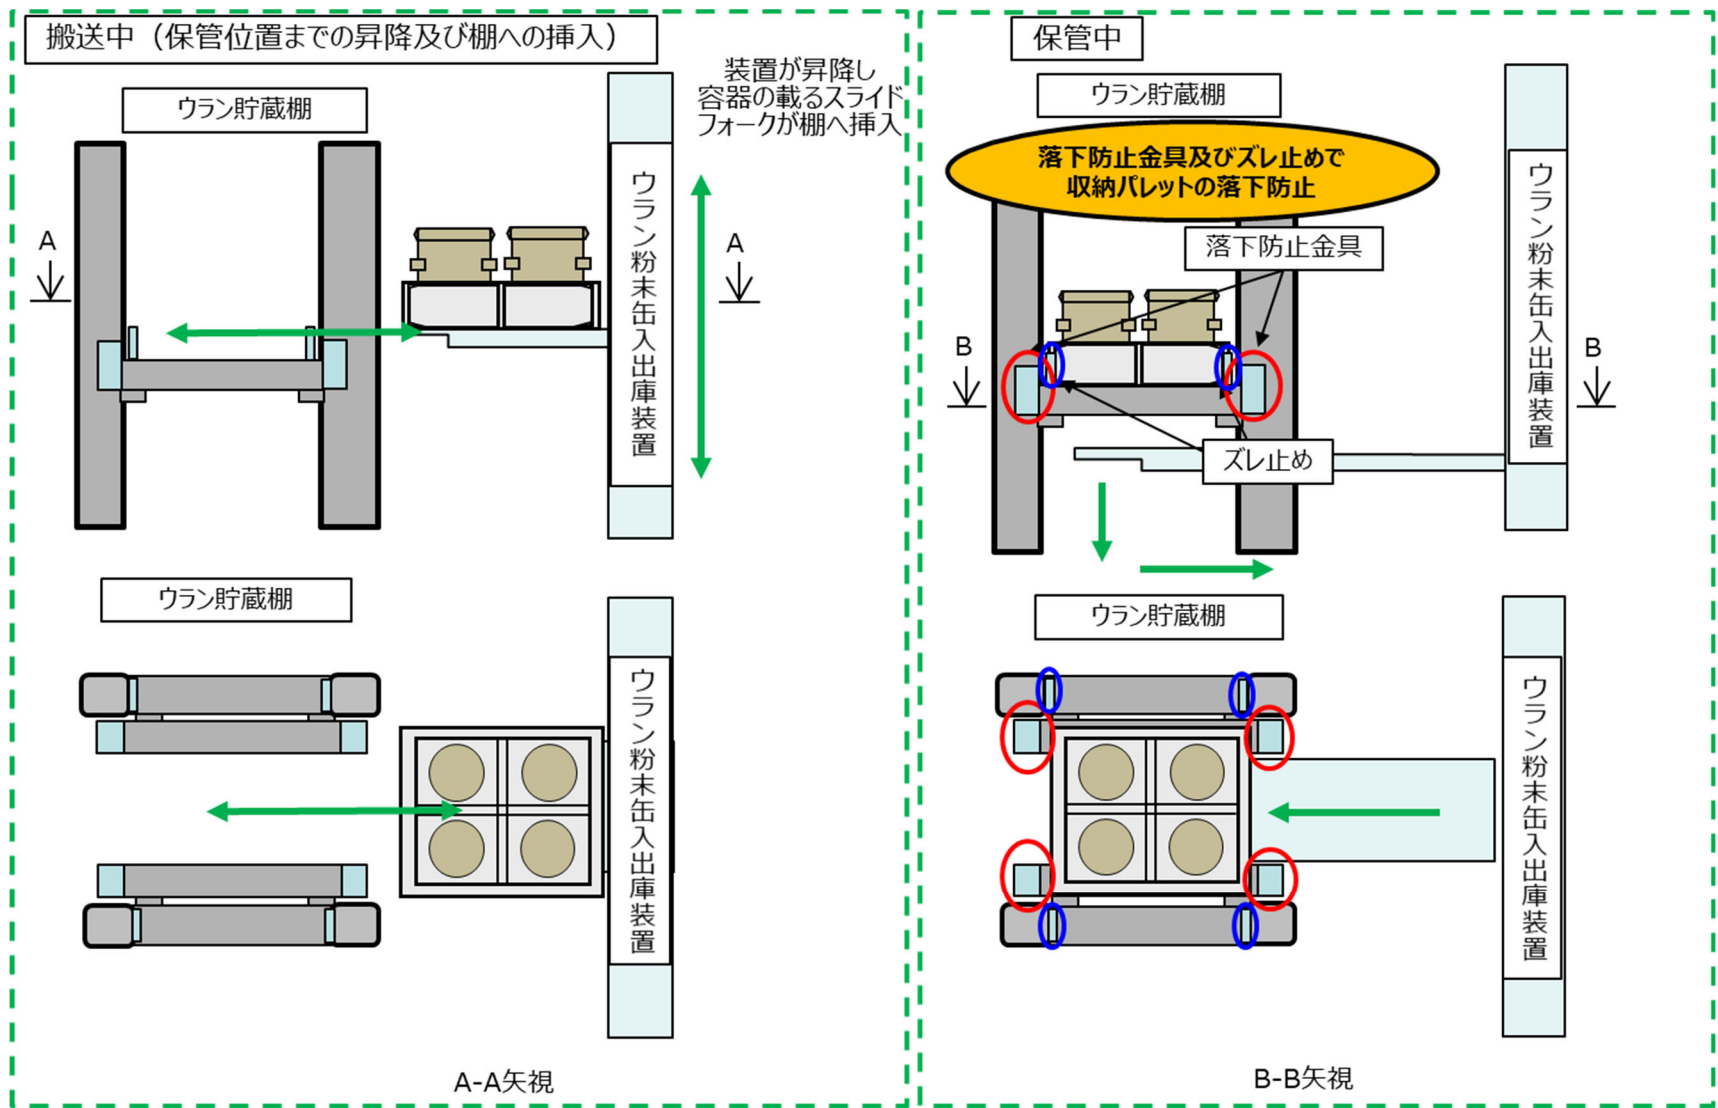 搬送中（保管位置までの昇降及び棚への挿入）
ウラン貯蔵棚
装置が昇降し
容器の載るスライド
フォークが棚へ挿入
A
A
ウラン粉末缶入出庫装置
ウラン貯蔵棚
ウラン粉末缶入出庫装置
A-A矢視
保管中
ウラン貯蔵棚
落下防止金具及びズレ止めで
収納パレットの落下防止
落下防止金具
B
B
ズレ止め
ウラン粉末缶入出庫装置
ウラン貯蔵棚
ウラン粉末缶入出庫装置
B-B矢視